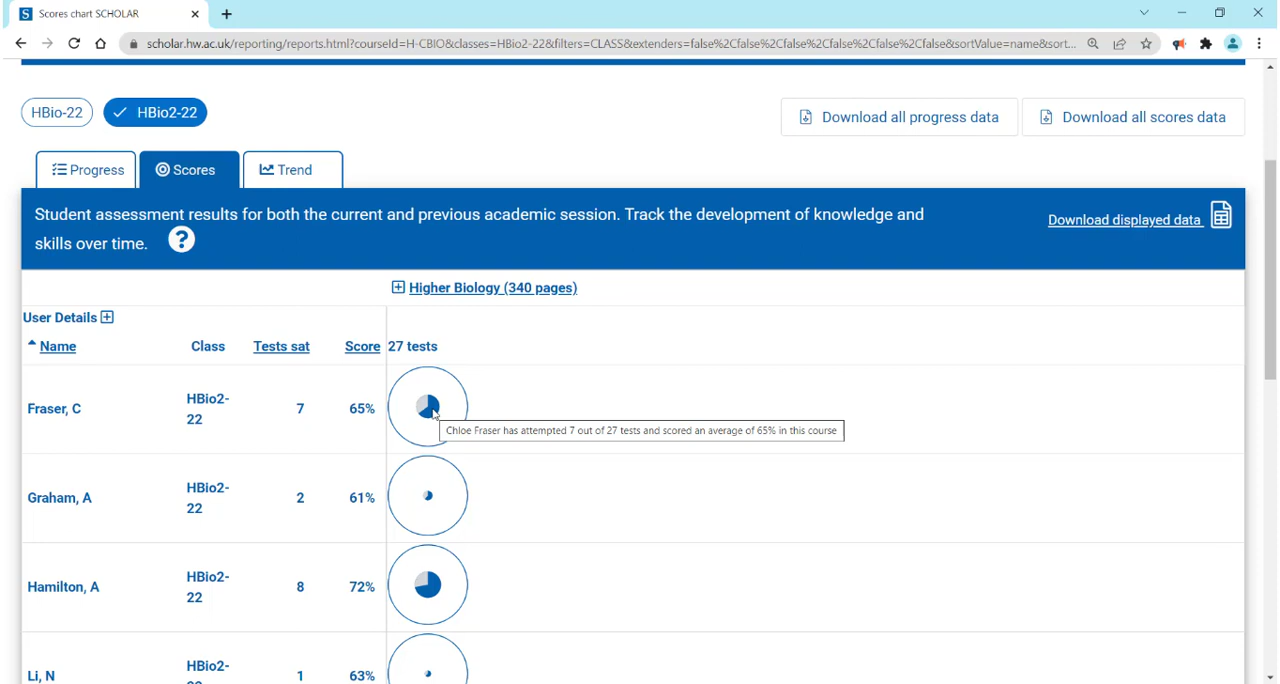 Scores chart SCHOLAR
scholar.hw.ac.uk/reporting/reports.html?courseId=H-CBIO&classes=HBio2-22&filters=CLASS&extenders=false%2Cfalse%2Cfalse%2Cfalse%2Cfalse%2Cfalse&sortValue=name&sort...
HBio-22
HBio2-22
Download all progress data
Download all scores data
Progress
Scores
Trend
Student assessment results for both the current and previous academic session. Track the development of knowledge and
skills over time.
?
Download displayed data
Higher Biology (340 pages)
User Details
Name Class Tests sat Score 27 tests
Fraser, C HBio2-
22 7 65%
Chloe Fraser has attempted 7 out of 27 tests and scored an average of 65% in this course
Graham, A HBio2-
22 2 61%
Hamilton, A HBio2-
22 8 72%
Li, N HBio2- 1 63%